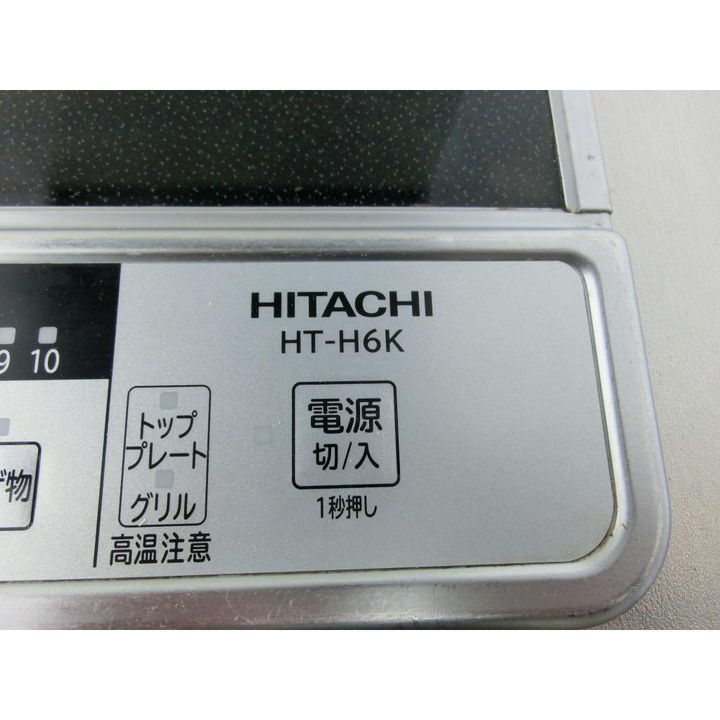 HITACHI
HT-H6K
9 10
トップ
プレート
グリル
高温注意
電源
切/入
1秒押し
げ物